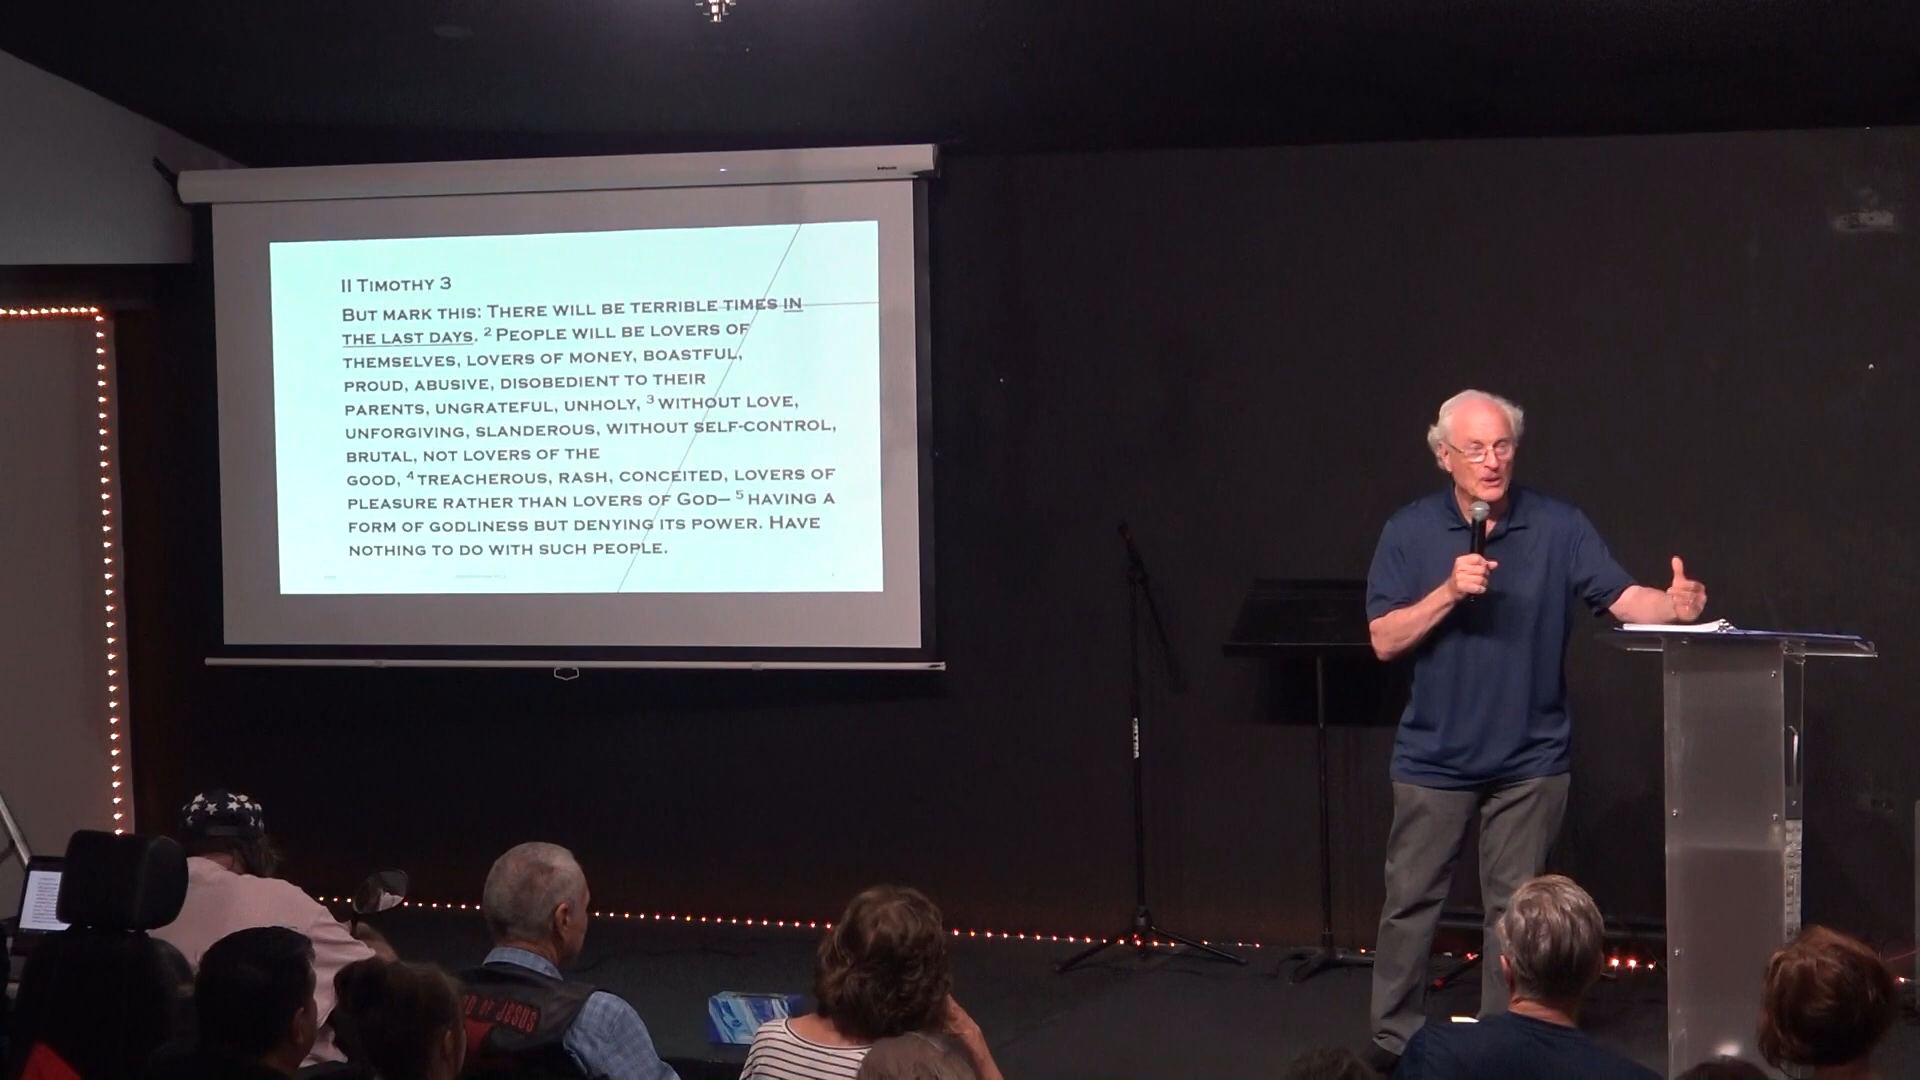 II Timothy 3
But mark this: There will be terrible times in
the last days. 2 People will be lovers of
themselves, lovers of money, boastful,
proud, abusive, disobedient to their
parents, ungrateful, unholy, 3 without love,
unforgiving, slanderous, without self-control,
brutal, not lovers of the
good, 4 treacherous, rash, conceited, lovers of
pleasure rather than lovers of God— 5 having a
form of godliness but denying its power. Have
nothing to do with such people.
OF JESUS